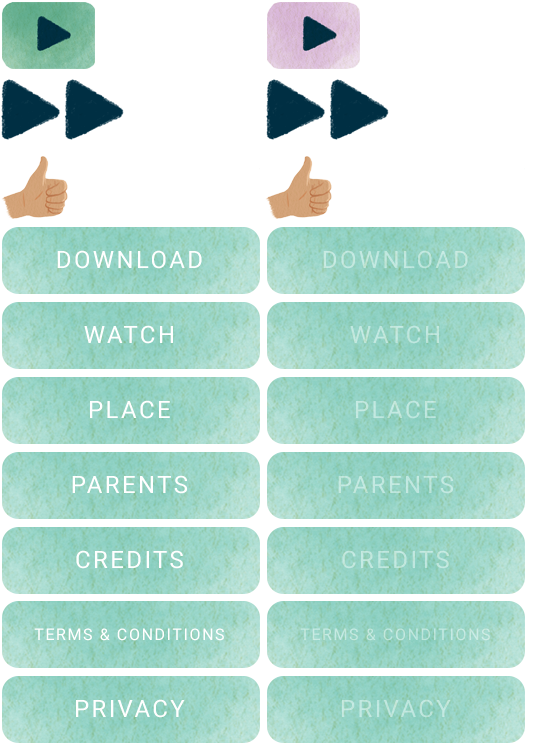 DOWNLOAD DOWNLOAD
WATCH WATCH
PLACE PLACE
PARENTS PARENTS
CREDITS CREDITS
TERMS & CONDITIONS TERMS & CONDITIONS
PRIVACY PRIVACY